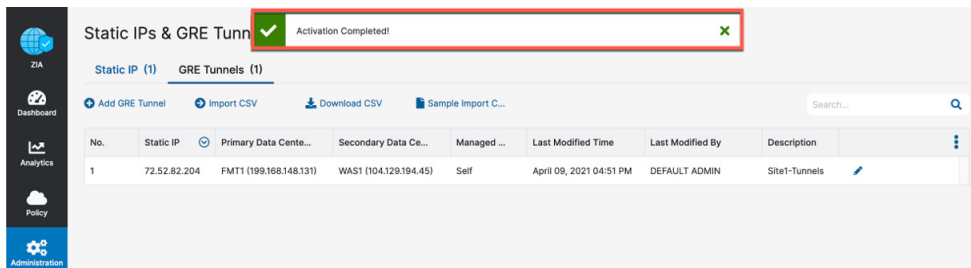 Static IPs & GRE Tunn
Activation Completed!
ZIA
Static IP (1) GRE Tunnels (1)
Dashboard
Add GRE Tunnel Import CSV Download CSV Sample Import C... Search...
No. Static IP Primary Data Cente... Secondary Data Ce... Managed ... Last Modified Time Last Modified By Description
Analytics
1 72.52.82.204 FMT1 (199.168.148.131) WAS1 (104.129.194.45) Self April 09, 2021 04:51 PM DEFAULT ADMIN Site1-Tunnels
Policy
Administration